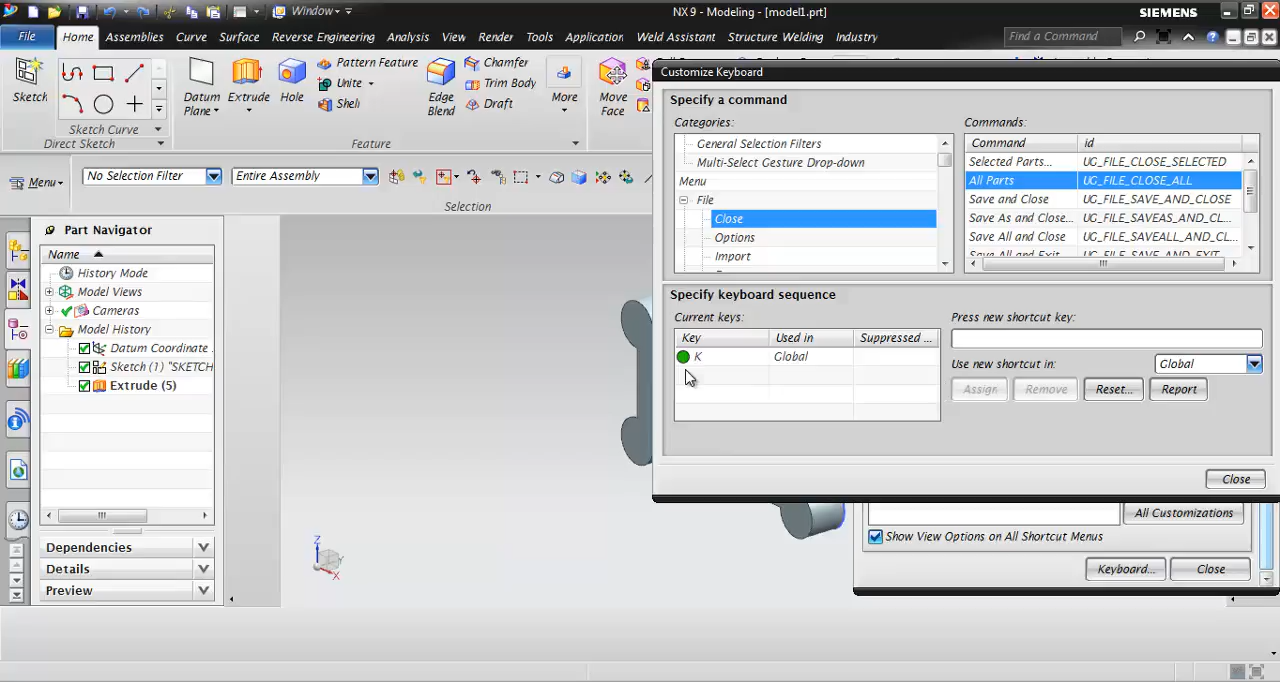 Window
NX 9 - Modeling - [model1.prt]
SIEMENS
File
Home
Assemblies
Curve
Surface
Reverse Engineering
Analysis
View
Render
Tools
Application
Weld Assistant
Structure Welding
Industry
Find a Command
Sketch
Sketch Curve
Direct Sketch
Datum
Plane
Extrude
Hole
Pattern Feature
Unite
Shell
Edge
Blend
Chamfer
Trim Body
Draft
More
Feature
Move
Face
Menu
No Selection Filter
Entire Assembly
Selection
Part Navigator
Name
History Mode
Model Views
Cameras
Model History
Datum Coordinate
Sketch (1) "SKETCH
Extrude (5)
Dependencies
Details
Preview
Z
Y
X
Customize Keyboard
Specify a command
Categories:
General Selection Filters
Multi-Select Gesture Drop-down
Menu
File
Close
Options
Import
Commands:
Command id
Selected Parts... UG_FILE_CLOSE_SELECTED
All Parts UG_FILE_CLOSE_ALL
Save and Close UG_FILE_SAVE_AND_CLOSE
Save As and Close... UG_FILE_SAVEAS_AND_CL...
Save All and Close UG_FILE_SAVEALL_AND_CL...
Save All and Exit UG_FILE_SAVE_EXIT
Specify keyboard sequence
Current keys:
Key Used in Suppressed ...
K Global
Press new shortcut key:
Use new shortcut in: Global
Assign Remove Reset... Report
Close
All Customizations
Show View Options on All Shortcut Menus
Keyboard... Close